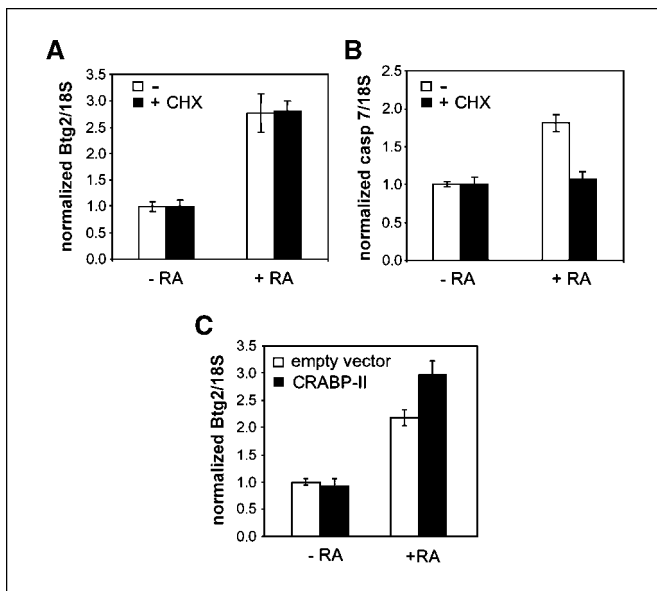 A
normalized Btg2/18S
3.5
3.0
2.5
2.0
1.5
1.0
0.5
0.0
-
+ CHX
- RA
+ RA
B
normalized casp 7/18S
2.5
2.0
1.5
1.0
0.5
0.0
-
+ CHX
- RA
+ RA
C
normalized Btg2/18S
3.5
3.0
2.5
2.0
1.5
1.0
0.5
0.0
empty vector
CRABP-II
- RA
+RA